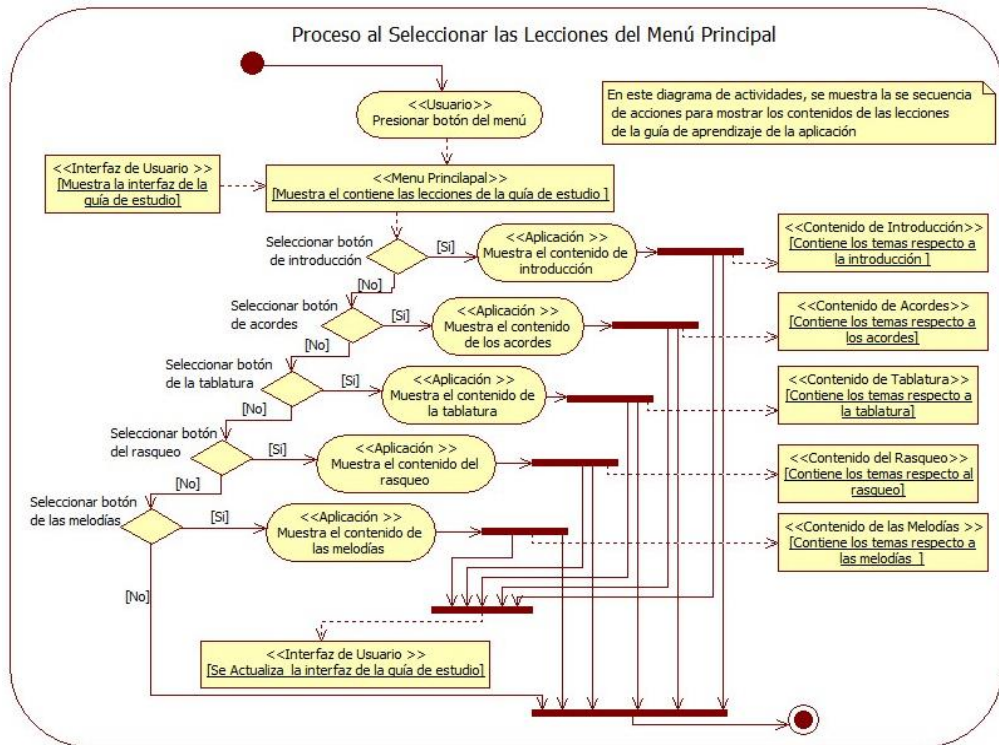 Proceso al Seleccionar las Lecciones del Menú Principal
<<Usuario>>
Presionar botón del menú
En este diagrama de actividades, se muestra la se secuencia
de acciones para mostrar los contenidos de las lecciones
de la guía de aprendizaje de la aplicación
<<Interfaz de Usuario >>
[Muestra la interfaz de la
guía de estudio]
<<Menu Princilapal>>
[Muestra el contiene las lecciones de la guía de estudio ]
Seleccionar botón
de introducción
[Si]
<<Aplicación >>
Muestra el contenido de
introducción
<<Contenido de Introducción>>
[Contiene los temas respecto a
la introducción ]
[No]
Seleccionar botón
de acordes
[Si]
<<Aplicación >>
Muestra el contenido
de los acordes
<<Contenido de Acordes>>
[Contiene los temas respecto a
los acordes]
[No]
Seleccionar botón
de la tablatura
[Si]
<<Aplicación >>
Muestra el contenido de
la tablatura
<<Contenido de Tablatura>>
[Contiene los temas respecto a
la tablatura]
[No]
Seleccionar botón
del rasqueo
[Si]
<<Aplicación >>
Muestra el contenido del
rasqueo
<<Contenido del Rasqueo>>
[Contiene los temas respecto al
rasqueo]
[No]
Seleccionar botón
de las melodías
[Si]
<<Aplicación >>
Muestra el contenido de
las melodías
<<Contenido de las Melodías >>
[Contiene los temas respecto a
las melodías  ]
[No]
<<Interfaz de Usuario >>
[Se Actualiza  la interfaz de la guía de estudio]